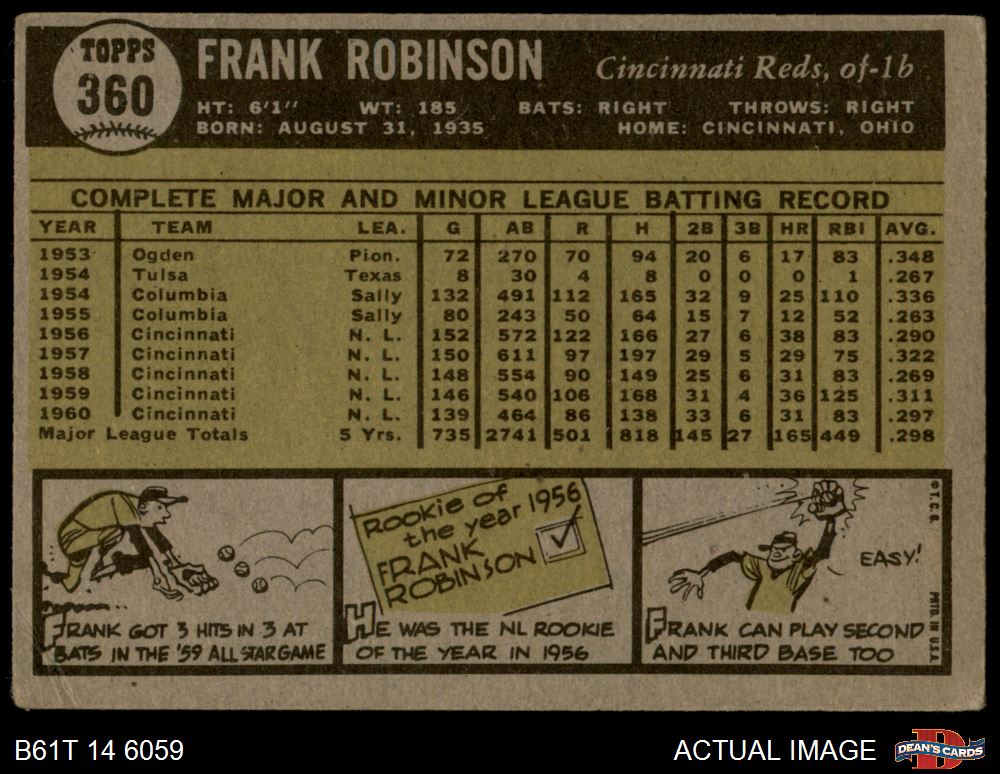 TOPPS
360
FRANK ROBINSON
Cincinnati Reds, of-1b
HT: 6'1" WT: 185 BATS: RIGHT THROWS: RIGHT
BORN: AUGUST 31, 1935 HOME: CINCINNATI, OHIO
COMPLETE MAJOR AND MINOR LEAGUE BATTING RECORD
YEAR TEAM LEA. G AB R H 2B 3B HR RBI AVG.
1953 Ogden Pion. 72 270 70 94 20 6 17 83 .348
1954 Tulsa Texas 8 30 4 8 0 0 0 1 .267
1954 Columbia Sally 132 491 112 165 32 9 25 110 .336
1955 Columbia Sally 80 243 50 64 15 7 12 52 .263
1956 Cincinnati N. L. 152 572 122 166 27 6 38 83 .290
1957 Cincinnati N. L. 150 611 97 197 29 5 29 75 .322
1958 Cincinnati N. L. 148 554 90 149 25 6 31 83 .269
1959 Cincinnati N. L. 146 540 106 168 31 4 36 125 .311
1960 Cincinnati N. L. 139 464 86 138 33 6 31 83 .297
Major League Totals 5 Yrs. 735 2741 501 818 145 27 165 449 .298
Rookie of
the year 1956
FRANK
ROBINSON
EASY!
FRANK GOT 3 HITS IN 3 AT
BATS IN THE '59 ALL STAR GAME
HE WAS THE NL ROOKIE
OF THE YEAR IN 1956
FRANK CAN PLAY SECOND
AND THIRD BASE TOO
© T. C. G.
PRTD. IN U.S.A.
B61T 14 6059
ACTUAL IMAGE
D
DEAN'S CARDS